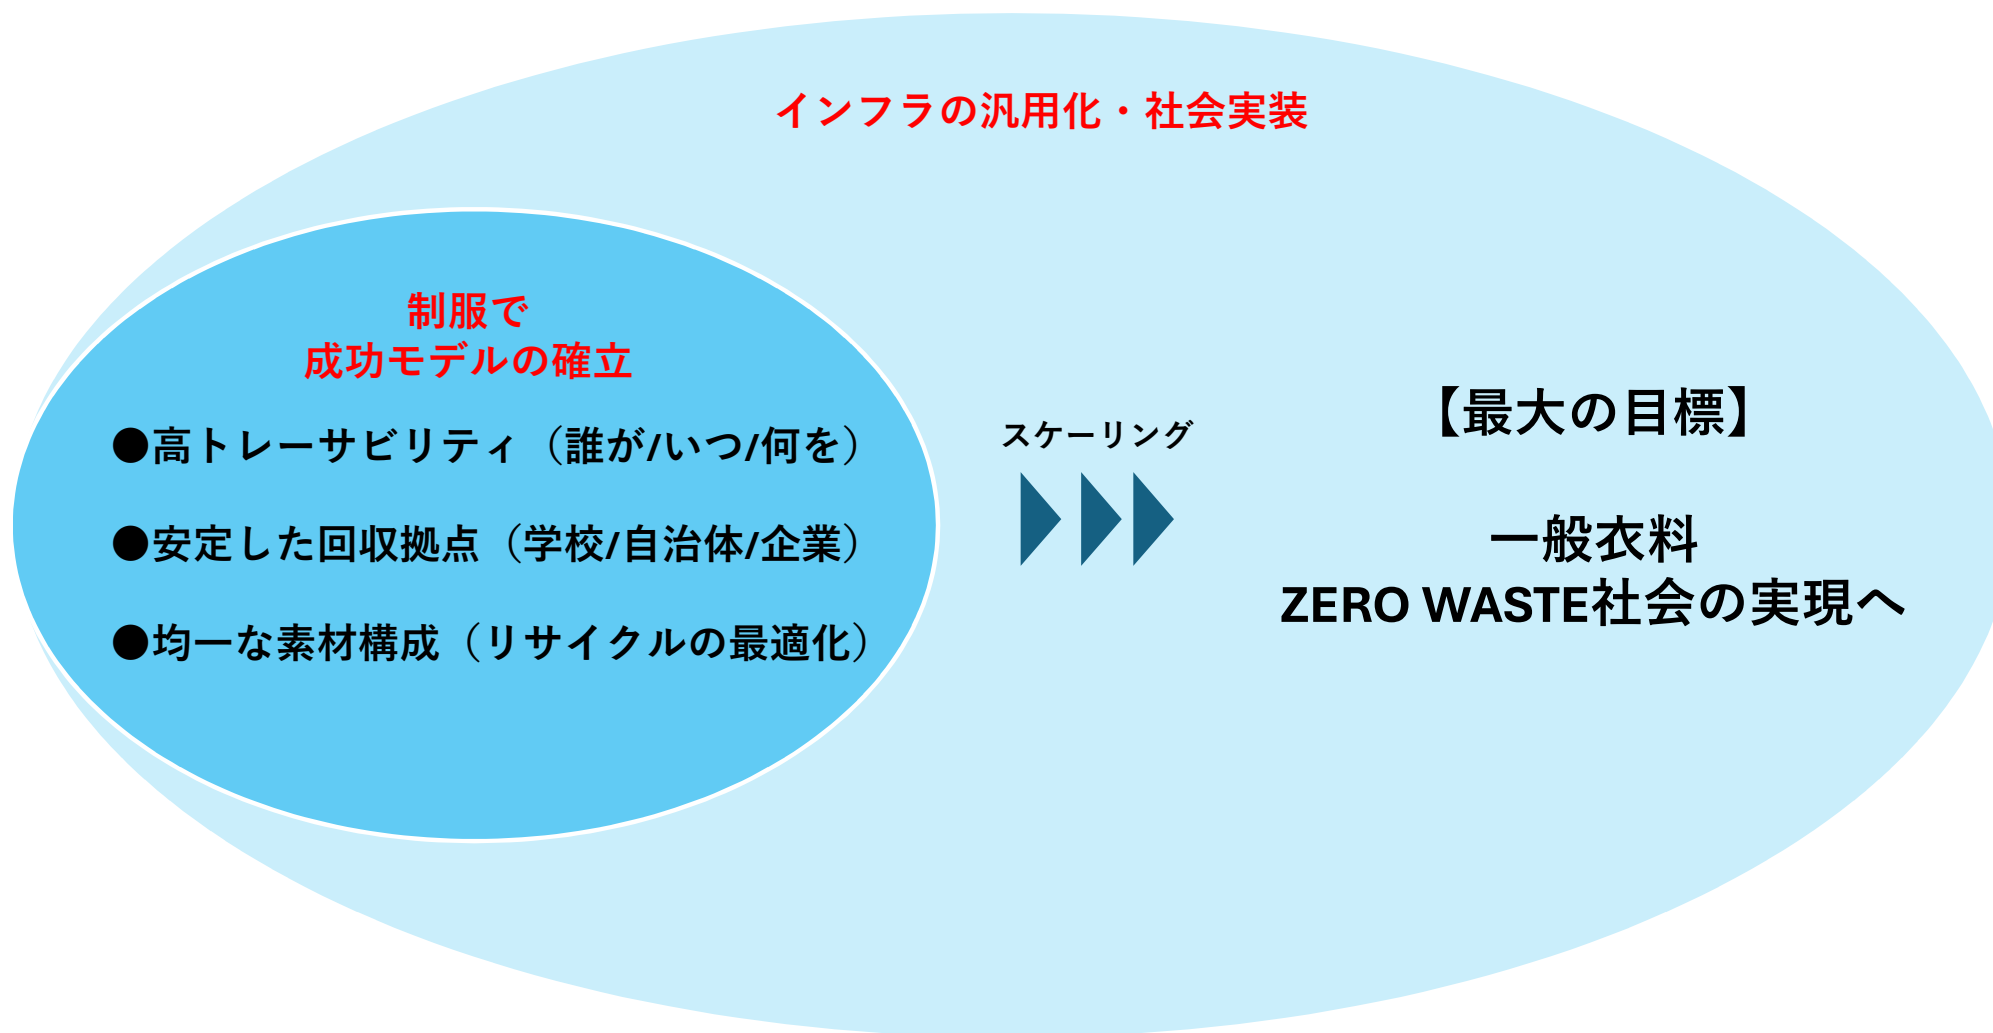 インフラの汎用化・社会実装
制服で
成功モデルの確立
●高トレーサビリティ（誰が/いつ/何を）
●安定した回収拠点（学校/自治体/企業）
●均一な素材構成（リサイクルの最適化）
スケーリング
【最大の目標】
一般衣料
ZERO WASTE社会の実現へ